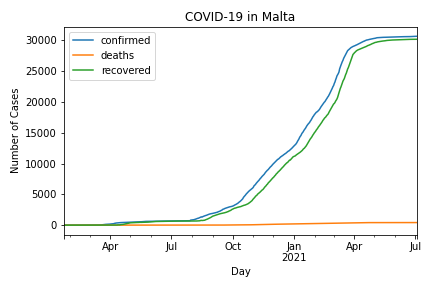 COVID-19 in Malta
confirmed
deaths
recovered
Number of Cases
30000
25000
20000
15000
10000
5000
0
Apr
Jul
Oct
Jan
2021
Apr
Jul
Day